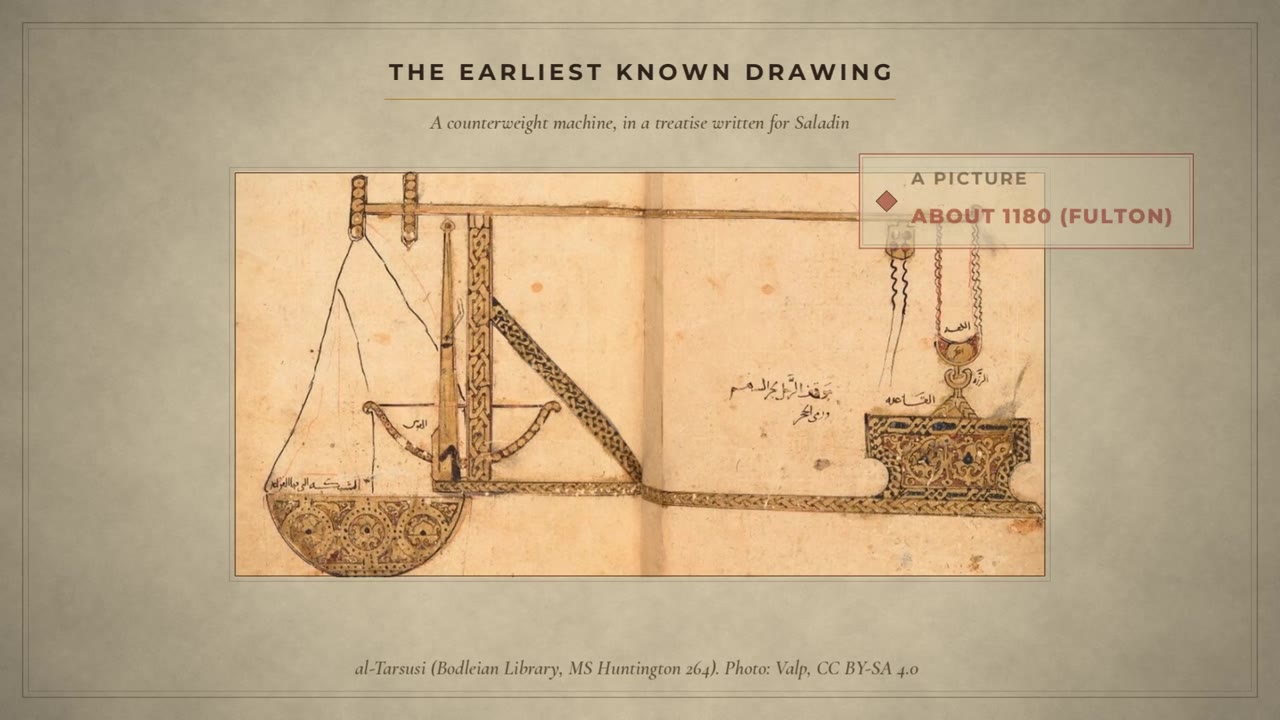 THE EARLIEST KNOWN DRAWING
A counterweight machine, in a treatise written for Saladin
A PICTURE
ABOUT 1180 (FULTON)
القاعده
al-Tarsusi (Bodleian Library, MS Huntington 264). Photo: Valp, CC BY-SA 4.0